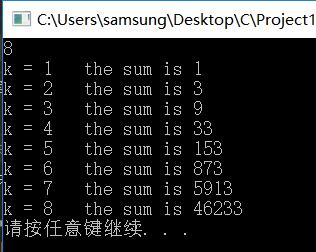 C:\Users\samsung\Desktop\C\Project1
8
k = 1   the sum is 1
k = 2   the sum is 3
k = 3   the sum is 9
k = 4   the sum is 33
k = 5   the sum is 153
k = 6   the sum is 873
k = 7   the sum is 5913
k = 8   the sum is 46233
请按任意键继续. . .